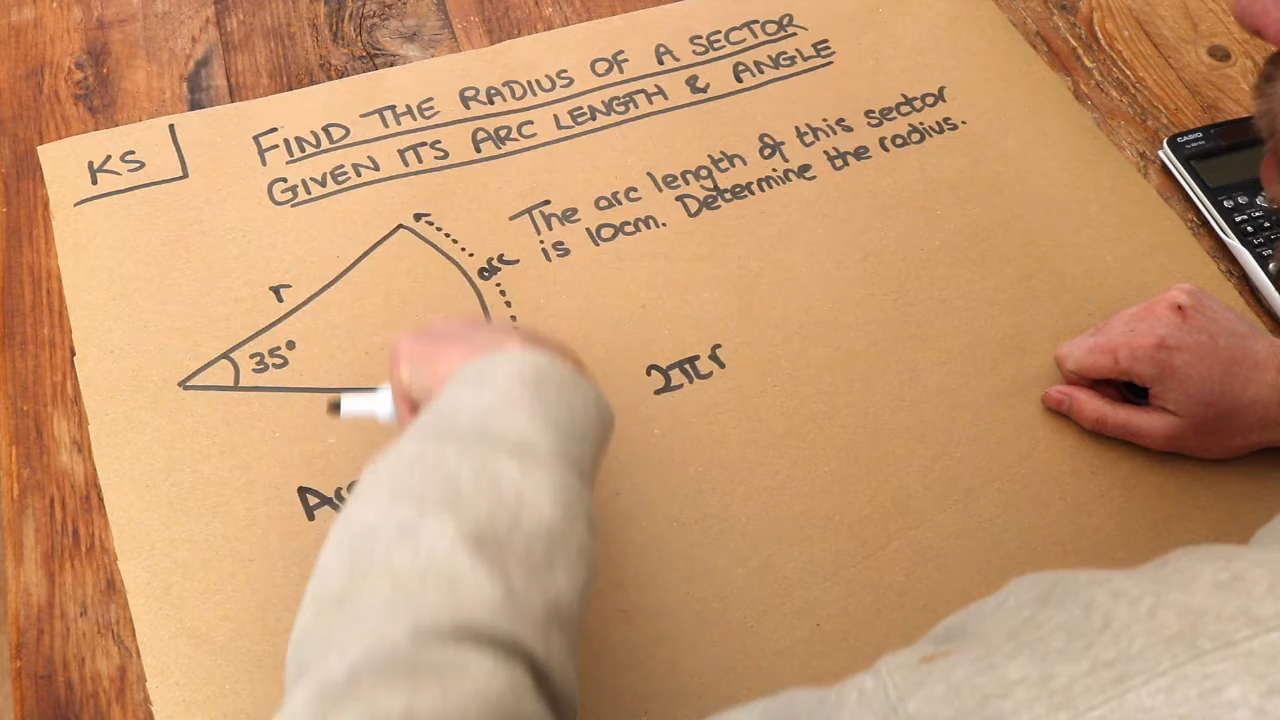 KS
FIND THE RADIUS OF A SECTOR
GIVEN ITS ARC LENGTH & ANGLE
The arc length of this sector
is 10cm. Determine the radius.
arc
r
35°
2πr
CASIO